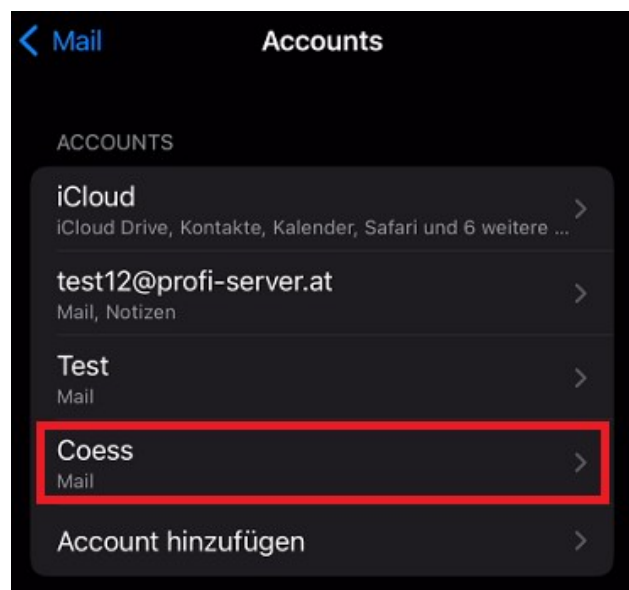 Mail
Accounts
ACCOUNTS
iCloud
iCloud Drive, Kontakte, Kalender, Safari und 6 weitere ...
test12@profi-server.at
Mail, Notizen
Test
Mail
Coess
Mail
Account hinzufügen